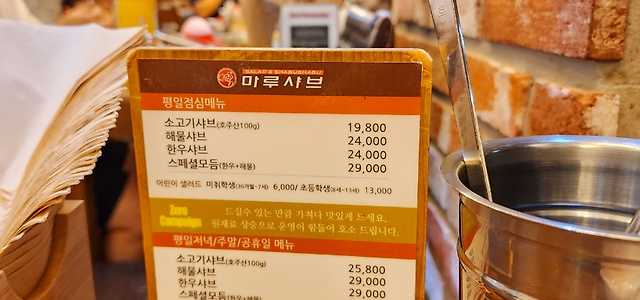 SALAD & SHABUSHABU
마루샤브
평일점심메뉴
소고기샤브(호주산100g) 19,800
해물샤브 24,000
한우샤브 24,000
스페셜모듬(한우+해물) 29,000
어린이 샐러드 미취학생(36개월~7세) 6,000/ 초등학생(8세~13세) 13,000
Zero Campaign
드실수 있는 만큼 가져다 맛있게 드세요.
원재료 상승으로 운영이 힘들어 호소 드립니다.
평일저녁/주말/공휴일 메뉴
소고기샤브(호주산100g) 25,800
해물샤브 29,000
한우샤브 29,000
스페셜모듬(한우+해물)